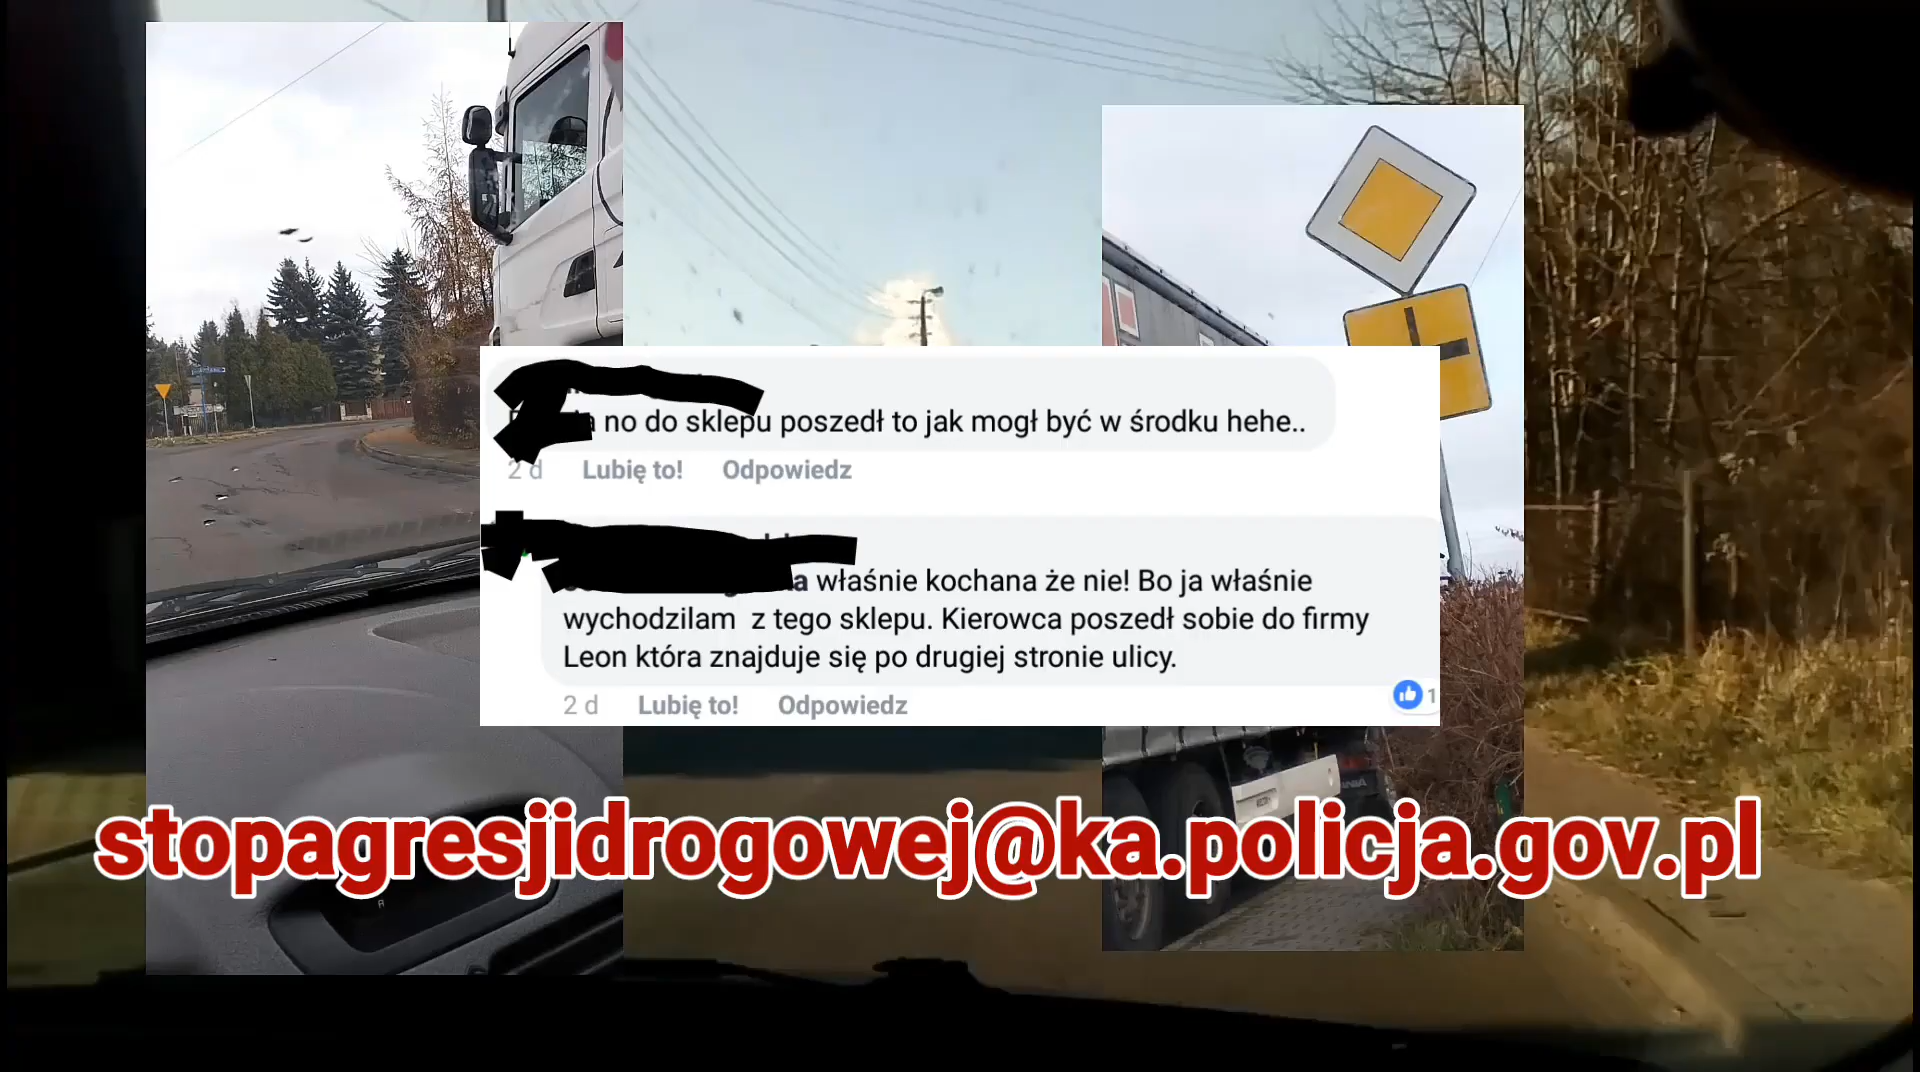 no do sklepu poszedł to jak mogł być w środku hehe..
2 d Lubię to! Odpowiedz
właśnie kochana że nie! Bo ja właśnie
wychodzilam z tego sklepu. Kierowca poszedł sobie do firmy
Leon która znajduje się po drugiej stronie ulicy.
2 d Lubię to! Odpowiedz
1
stopagresjidrogowej@ka.policja.gov.pl